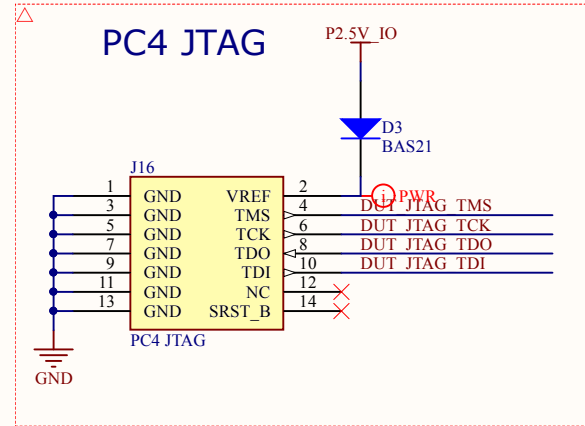 PC4 JTAG
P2.5V_IO
D3
BAS21
J16
1 GND VREF 2 i PWR
3 GND TMS 4 DUT_JTAG_TMS
5 GND TCK 6 DUT_JTAG_TCK
7 GND TDO 8 DUT_JTAG_TDO
9 GND TDI 10 DUT_JTAG_TDI
11 GND NC 12
13 GND SRST_B 14
PC4 JTAG
GND